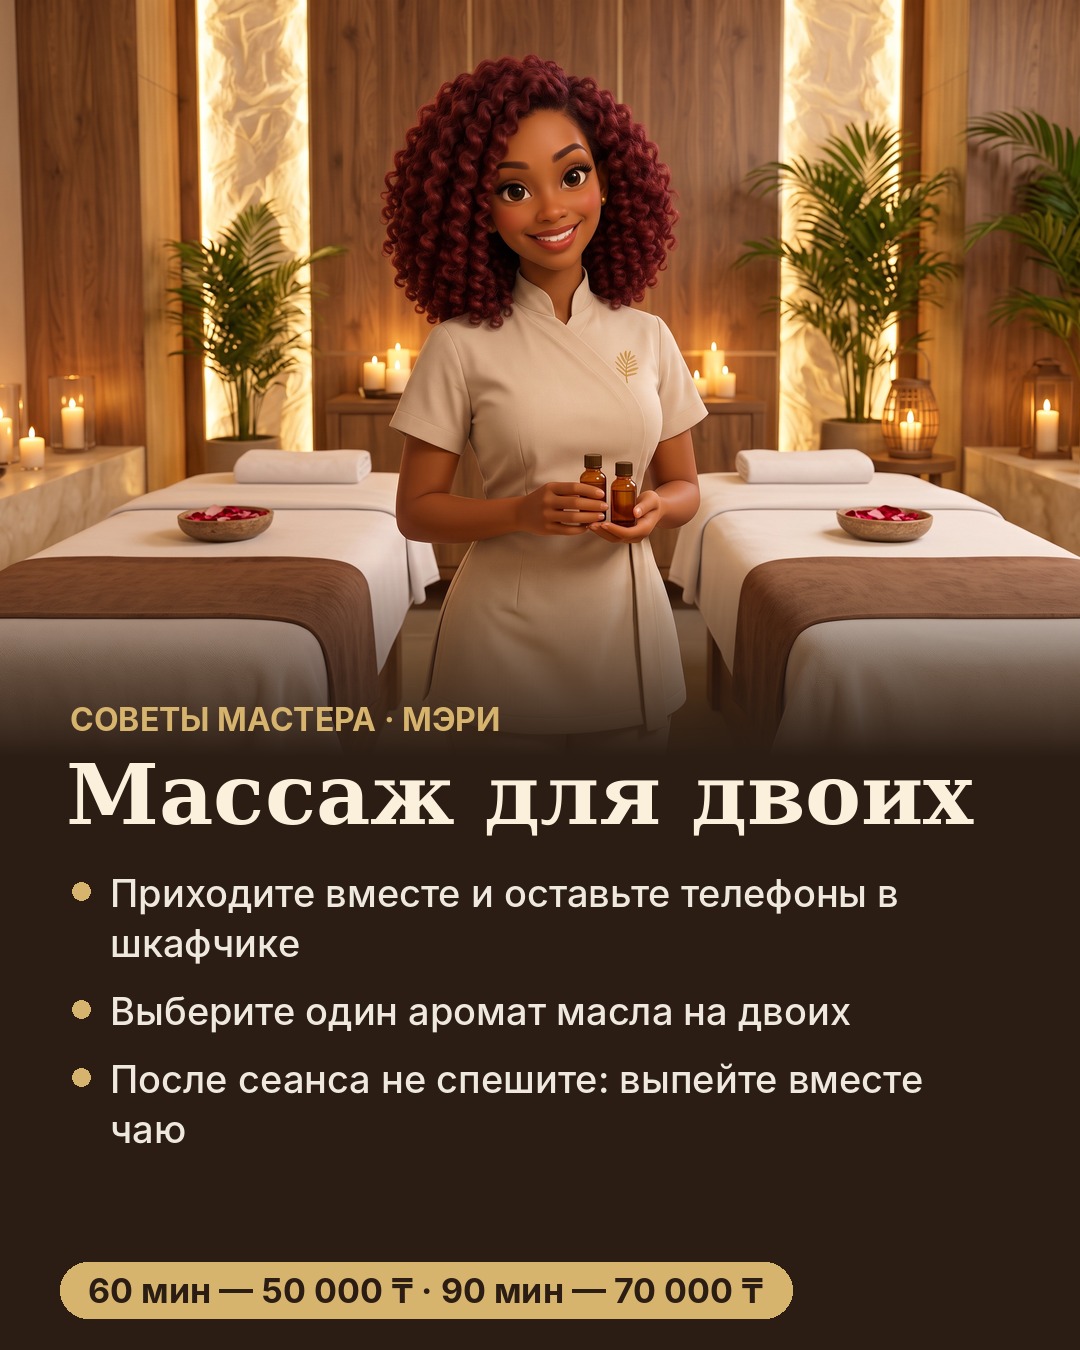 СОВЕТЫ МАСТЕРА · МЭРИ
Массаж для двоих
Приходите вместе и оставьте телефоны в
шкафчике
Выберите один аромат масла на двоих
После сеанса не спешите: выпейте вместе
чаю
60 мин — 50 000 ₸ · 90 мин — 70 000 ₸